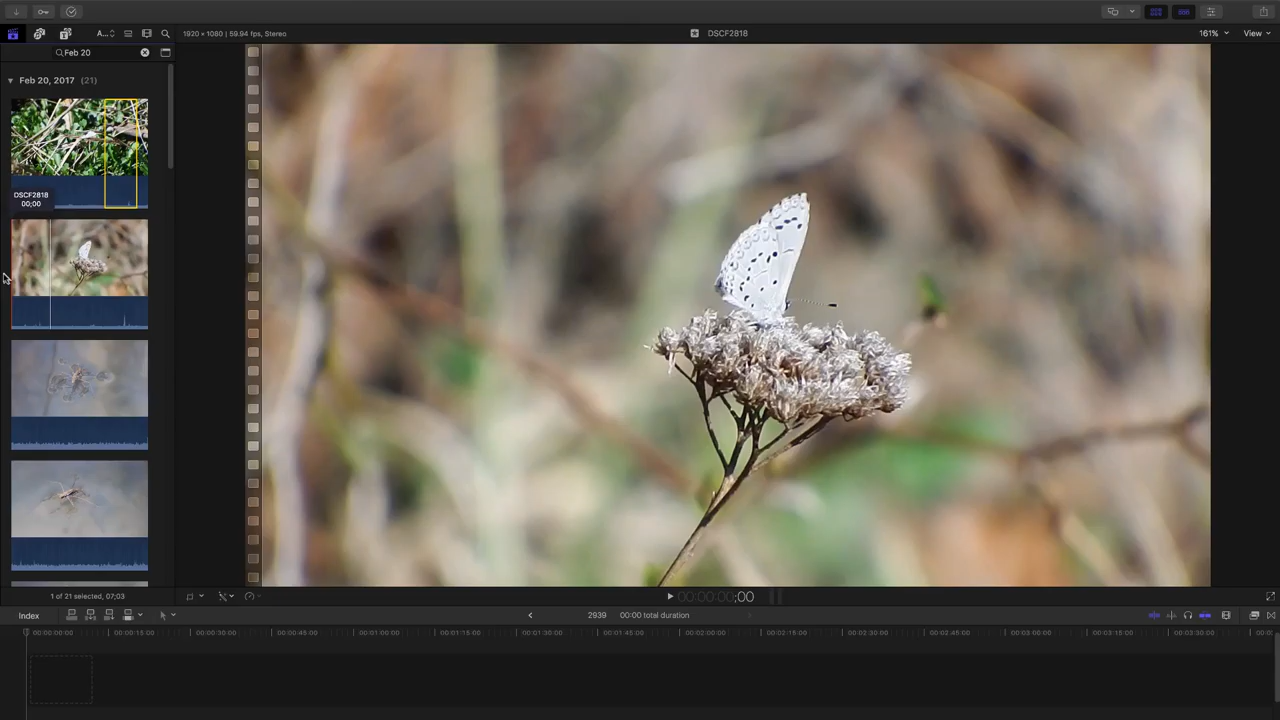 A...
1920 × 1080 | 59.94 fps, Stereo
DSCF2818
161%
View
Feb 20
Feb 20, 2017 (21)
DSCF2818
00;00
1 of 21 selected, 07;03
00:00:00;00
Index
2939
00:00 total duration
00:00:00:00
00:00:15:00
00:00:30:00
00:00:45:00
00:01:00:00
00:01:15:00
00:01:30:00
00:01:45:00
00:02:00:00
00:02:15:00
00:02:30:00
00:02:45:00
00:03:00:00
00:03:15:00
00:03:30:00